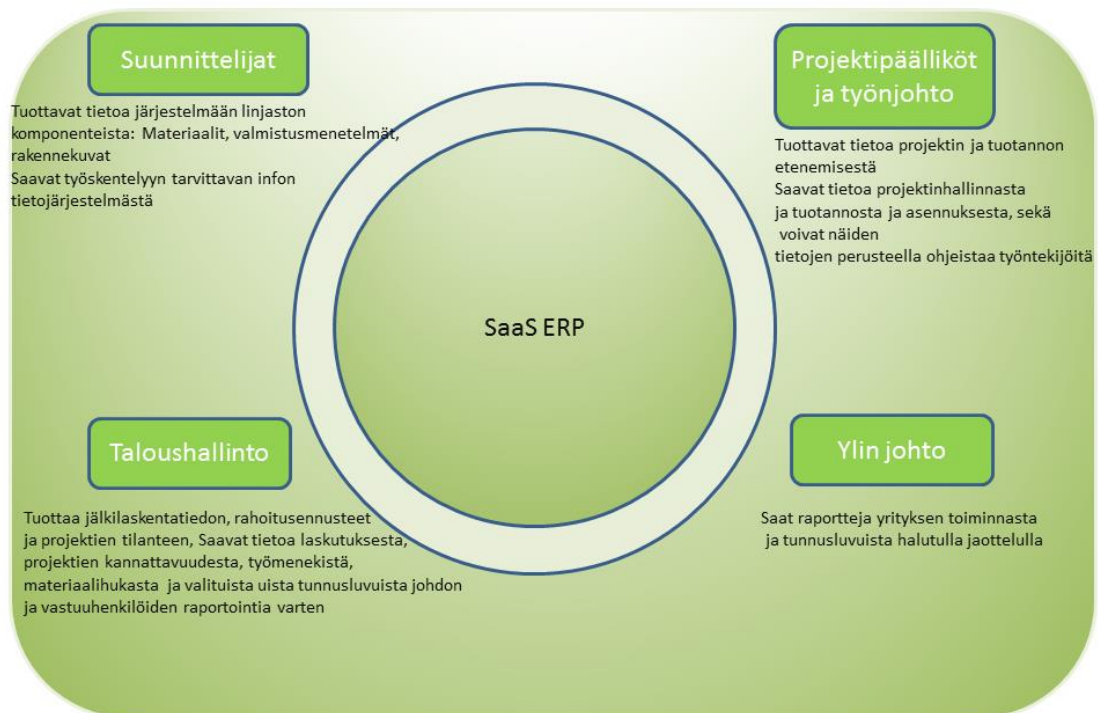 Suunnittelijat
Tuottavat tietoa järjestelmään linjaston
komponenteista: Materiaalit, valmistusmenetelmät,
rakennekuvat
Saavat työskentelyyn tarvittavan infon
tietojärjestelmästä
Projektipäälliköt
ja työnjohto
Tuottavat tietoa projektin ja tuotannon
etenemisestä
Saavat tietoa projektinhallinnasta
ja tuotannosta ja asennuksesta, sekä
voivat näiden
tietojen perusteella ohjeistaa työntekijöitä
SaaS ERP
Taloushallinto
Tuottaa jälkilaskentatiedon, rahoitusennusteet
ja projektien tilanteen, Saavat tietoa laskutuksesta,
projektien kannattavuudesta, työmenekistä,
materiaalihukasta ja valituista uista tunnusluvuista johdon
ja vastuuhenkilöiden raportointia varten
Ylin johto
Saat raportteja yrityksen toiminnasta
ja tunnusluvuista halutulla jaottelulla